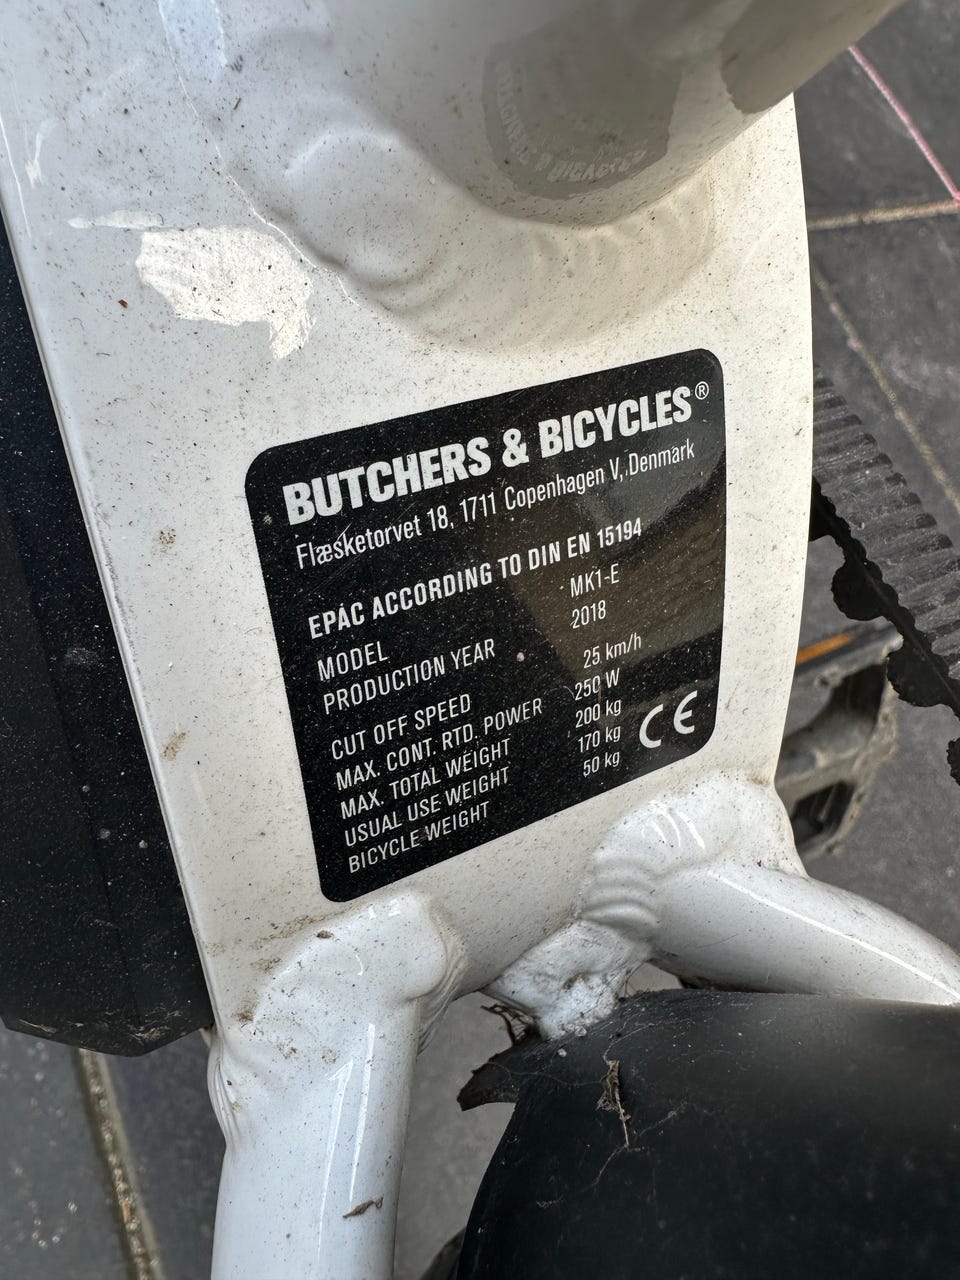 BUTCHERS & BICYCLES®
Flæsketorvet 18, 1711 Copenhagen V, Denmark
EPAC ACCORDING TO DIN EN 15194
MODEL MK1-E
PRODUCTION YEAR 2018
CUT OFF SPEED 25 km/h
MAX. CONT. RTD. POWER 250 W
MAX. TOTAL WEIGHT 200 kg
USUAL USE WEIGHT 170 kg
BICYCLE WEIGHT 50 kg
CE